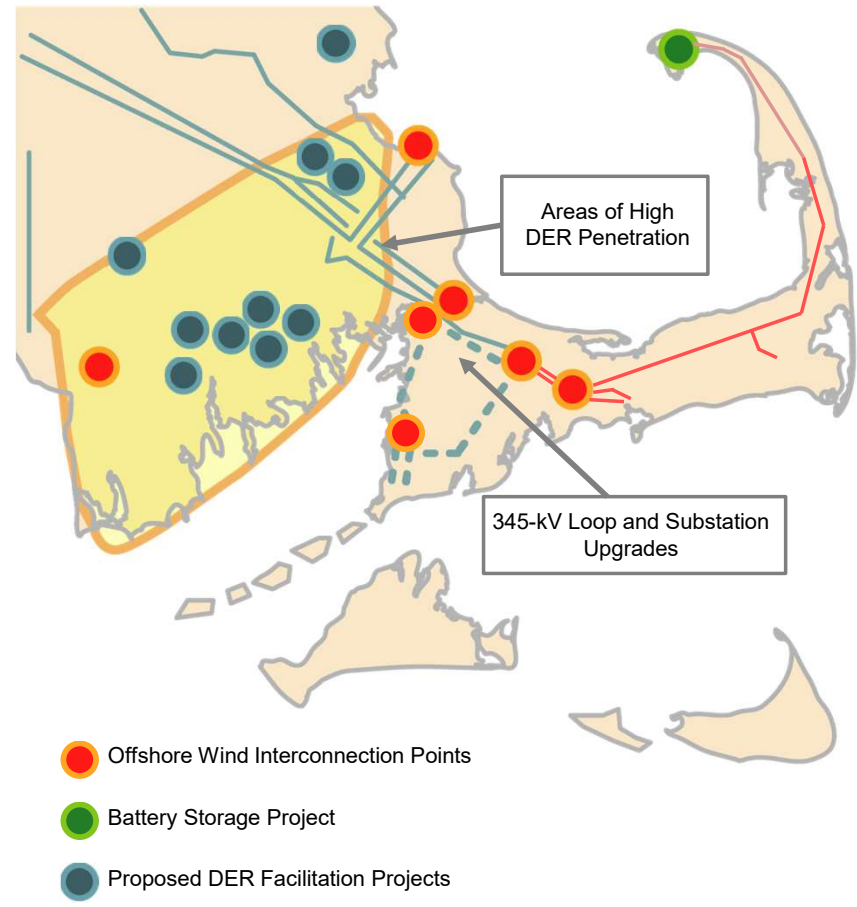 Areas of High
DER Penetration
345-kV Loop and Substation
Upgrades
Offshore Wind Interconnection Points
Battery Storage Project
Proposed DER Facilitation Projects